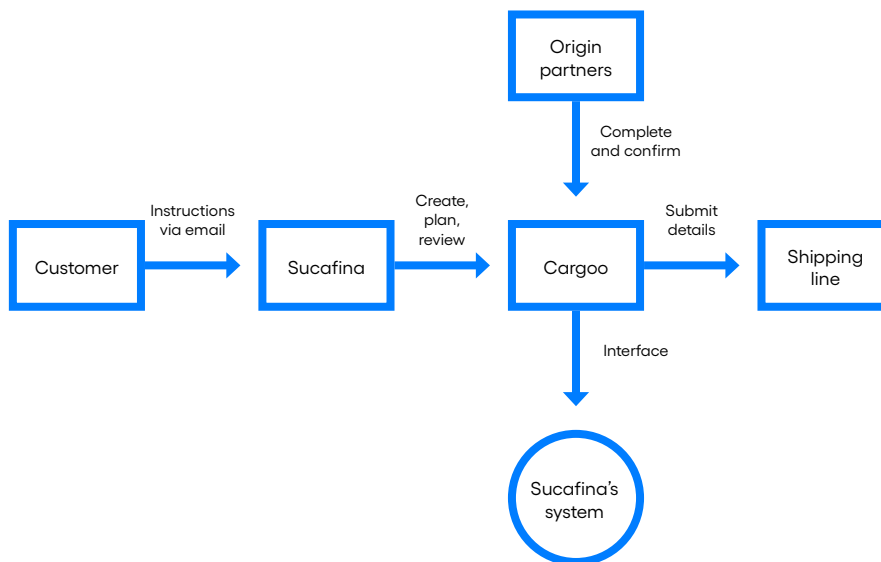 Origin
partners
Complete
and confirm
Instructions
via email
Create,
plan,
review
Submit
details
Customer
Sucafina
Cargoo
Shipping
line
Interface
Sucafina’s
system